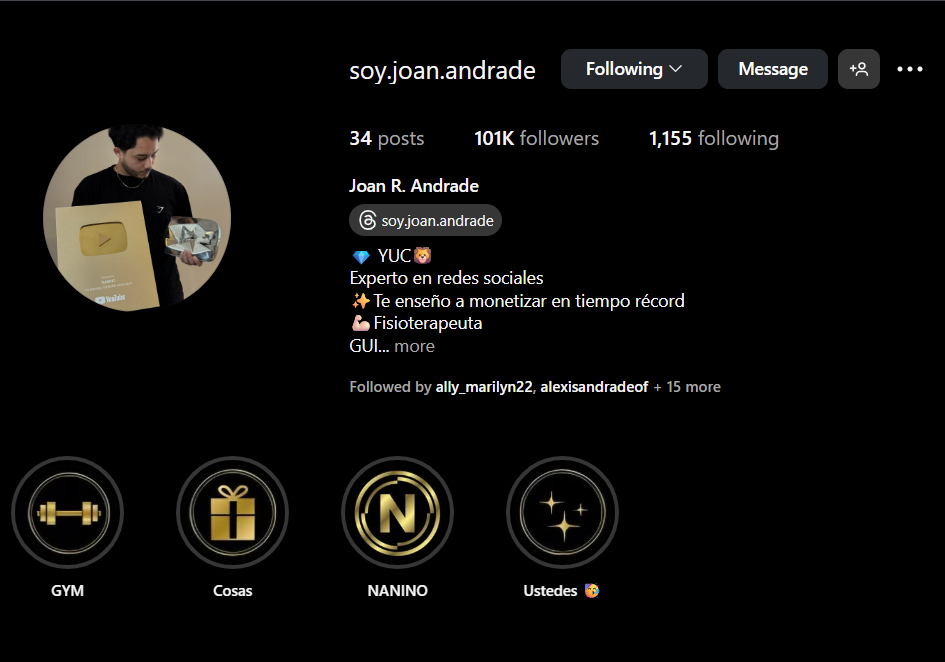 soy.joan.andrade
Following
Message
34 posts
101K followers
1,155 following
Joan R. Andrade
soy.joan.andrade
💎 YUC🦁
Experto en redes sociales
✨Te enseño a monetizar en tiempo récord
💪🏻Fisioterapeuta
GUI... more
Followed by ally_marilyn22, alexisandradeof + 15 more
YouTube
N
GYM
Cosas
NANINO
Ustedes 🥳